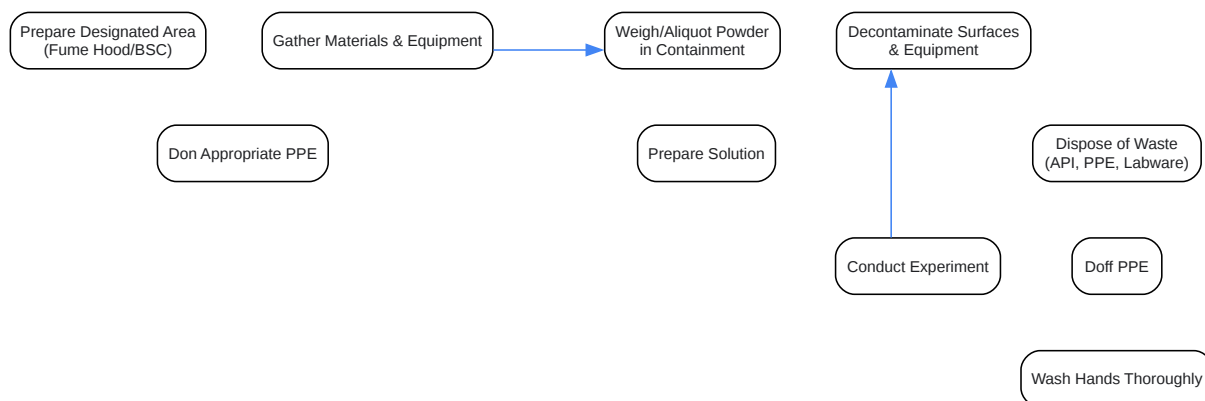 Prepare Designated Area
(Fume Hood/BSC)
Gather Materials & Equipment
Weigh/Aliquot Powder
in Containment
Decontaminate Surfaces
& Equipment
Don Appropriate PPE
Prepare Solution
Dispose of Waste
(API, PPE, Labware)
Conduct Experiment
Doff PPE
Wash Hands Thoroughly